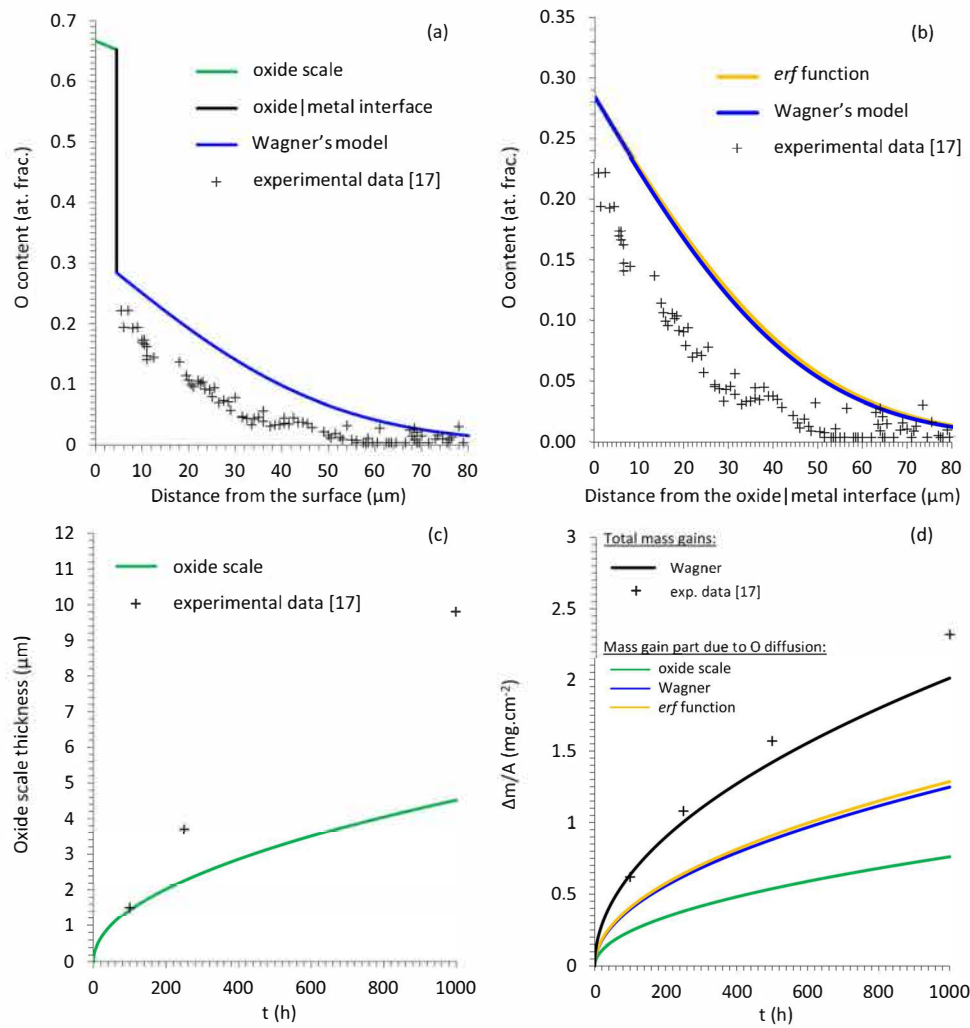 (a)
0.7
0.6
0.5
0.4
0.3
0.2
0.1
0
O content (at. frac.)
oxide scale
oxide|metal interface
Wagner's model
experimental data [17]
0 10 20 30 40 50 60 70 80
Distance from the surface (μm)
(b)
0.35
0.30
0.25
0.20
0.15
0.10
0.05
0.00
O content (at. frac.)
erf function
Wagner's model
experimental data [17]
0 10 20 30 40 50 60 70 80
Distance from the oxide|metal interface (μm)
(c)
12
11
10
9
8
7
6
5
4
3
2
1
0
Oxide scale thickness (μm)
oxide scale
experimental data [17]
0 200 400 600 800 1000
t (h)
(d)
3
2.5
2
1.5
1
0.5
0
Δm/A (mg.cm⁻²)
Total mass gains:
Wagner
exp. data [17]
Mass gain part due to O diffusion:
oxide scale
Wagner
erf function
0 200 400 600 800 1000
t (h)